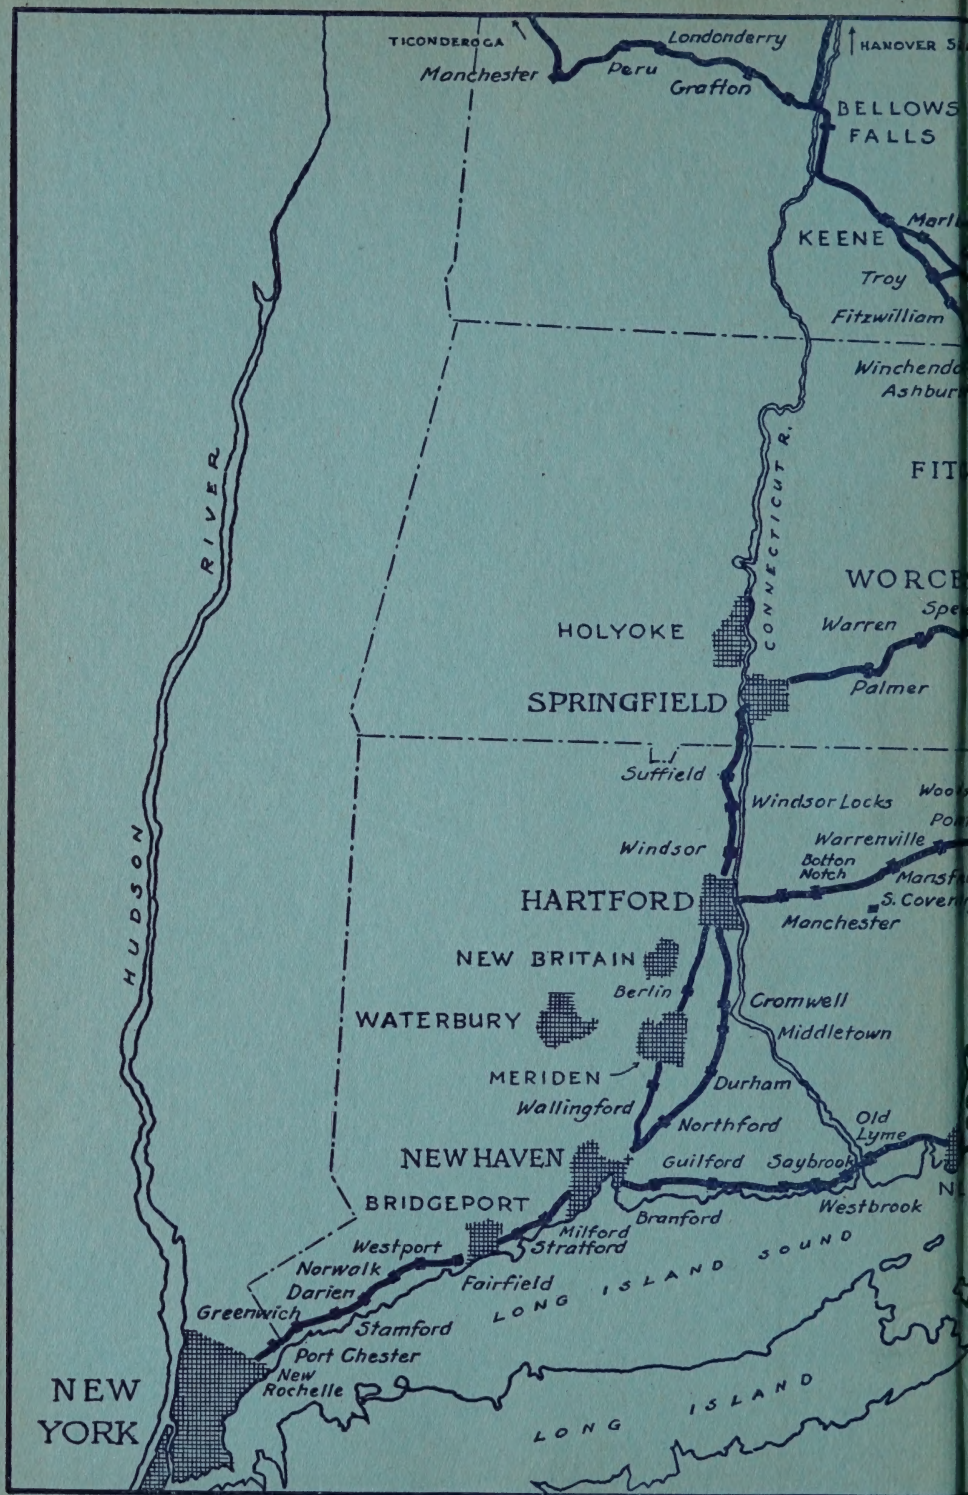 TICONDEROGA
Londonderry
HANOVER
Manchester
Peru
Grafton
BELLOWS
FALLS
KEENE
Troy
Fitzwilliam
CONNECTICUT R.
RIVER
HOLYOKE
Warren
SPRINGFIELD
Palmer
Suffield
Windsor Locks
Windsor
Warrenville
Botton
Notch
HARTFORD
Manchester
HUDSON
NEW BRITAIN
Berlin
Cromwell
WATERBURY
Middletown
MERIDEN
Durham
Wallingford
Northford
Old
Lyme
NEW HAVEN
Guilford
Saybrook
BRIDGEPORT
Branford
Westbrook
Milford
Stratford
Westport
Norwalk
Fairfield
LONG ISLAND SOUND
Darien
Greenwich
Stamford
Port Chester
New
Rochelle
NEW
YORK
LONG ISLAND